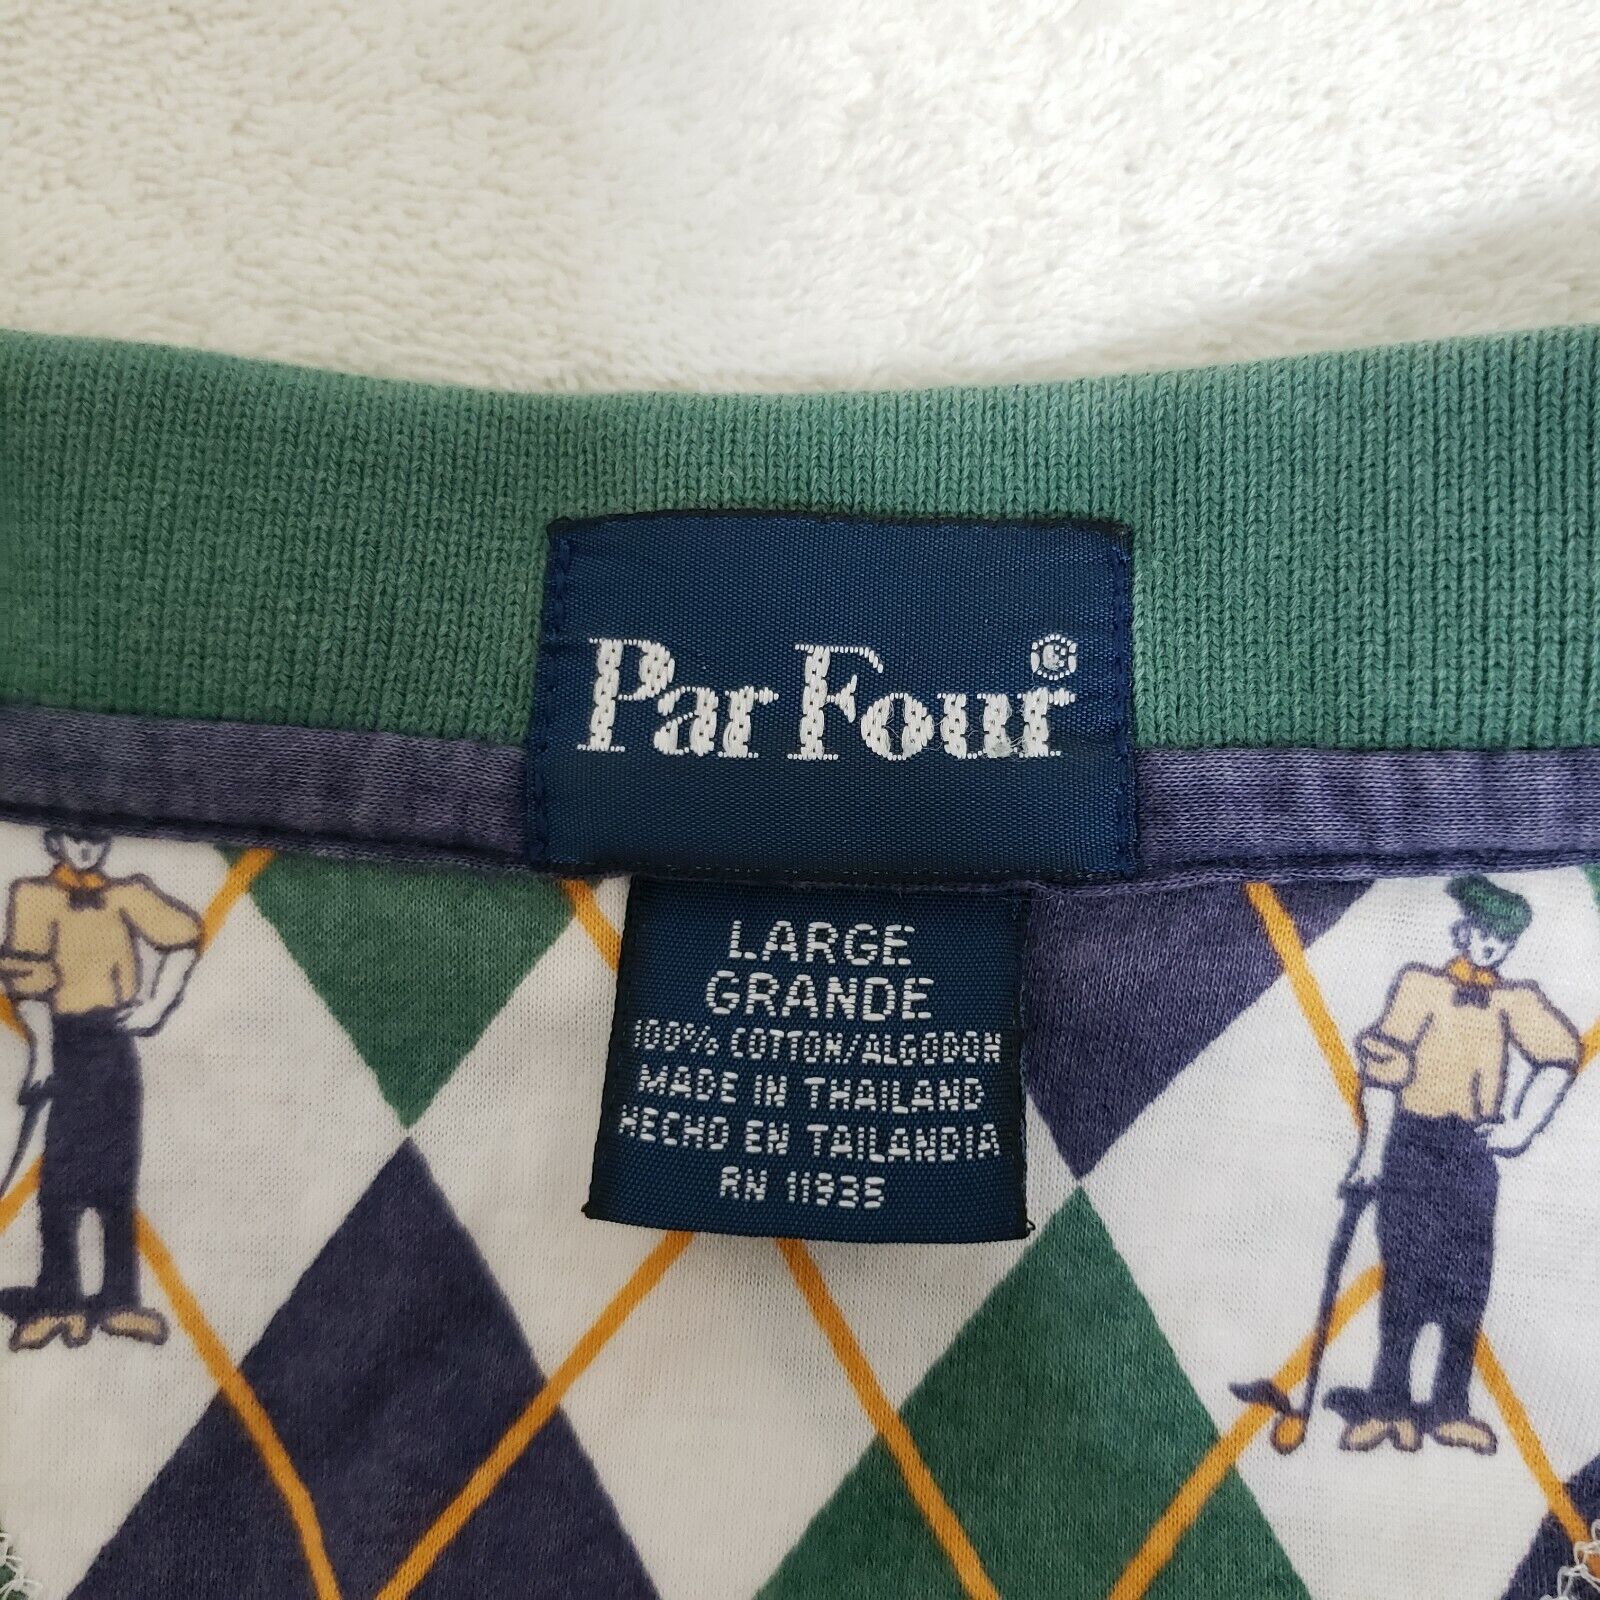 Par Four®
LARGE
GRANDE
100% COTTON/ALGODON
MADE IN THAILAND
HECHO EN TAILANDIA
RN 11935